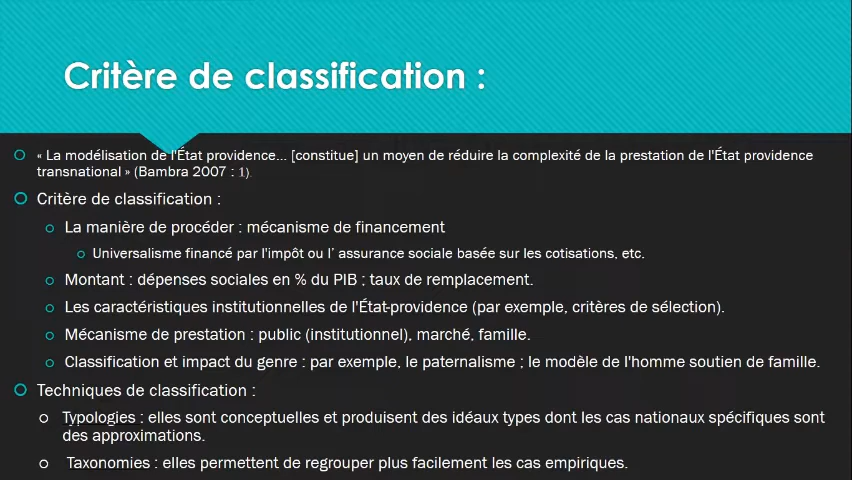 Critère de classification :
« La modélisation de l'État providence... [constitue] un moyen de réduire la complexité de la prestation de l'État providence
transnational » (Bambra 2007 : 1).
Critère de classification :
La manière de procéder : mécanisme de financement
Universalisme financé par l'impôt ou l' assurance sociale basée sur les cotisations, etc.
Montant : dépenses sociales en % du PIB ; taux de remplacement.
Les caractéristiques institutionnelles de l'État-providence (par exemple, critères de sélection).
Mécanisme de prestation : public (institutionnel), marché, famille.
Classification et impact du genre : par exemple, le paternalisme ; le modèle de l'homme soutien de famille.
Techniques de classification :
Typologies : elles sont conceptuelles et produisent des idéaux types dont les cas nationaux spécifiques sont
des approximations.
Taxonomies : elles permettent de regrouper plus facilement les cas empiriques.